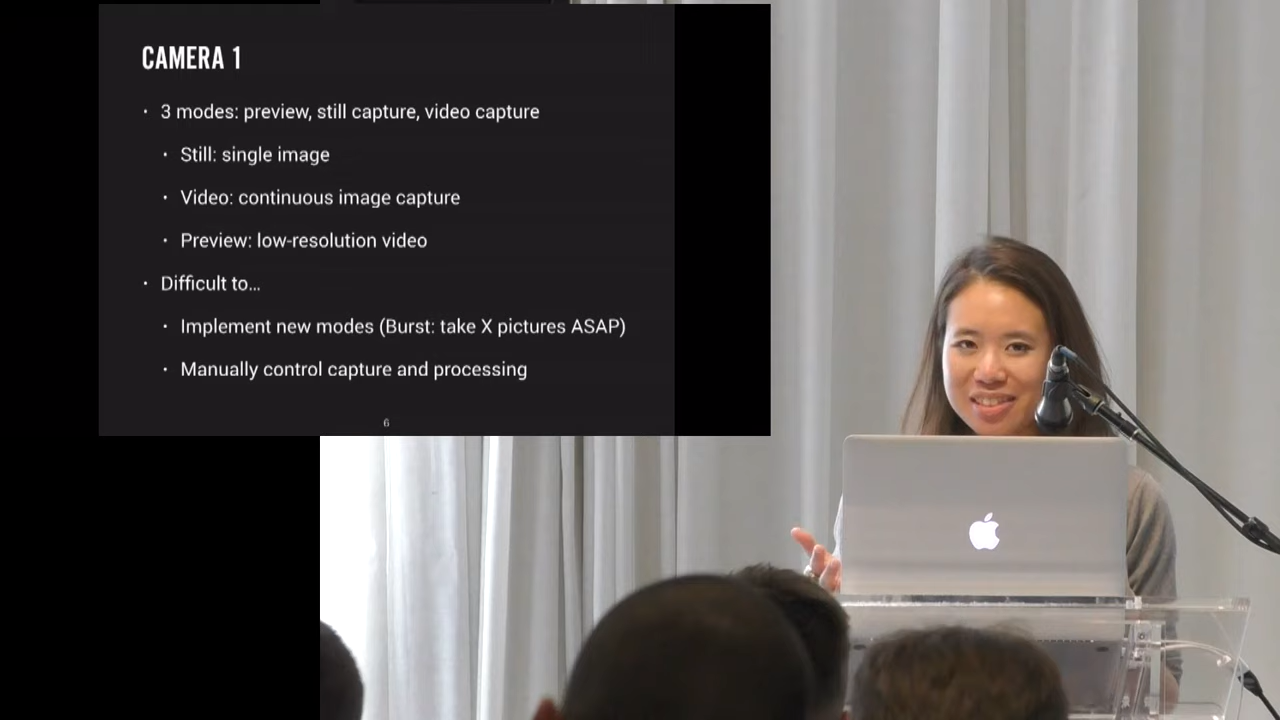 CAMERA 1
· 3 modes: preview, still capture, video capture
· Still: single image
· Video: continuous image capture
· Preview: low-resolution video
· Difficult to...
· Implement new modes (Burst: take X pictures ASAP)
· Manually control capture and processing
6